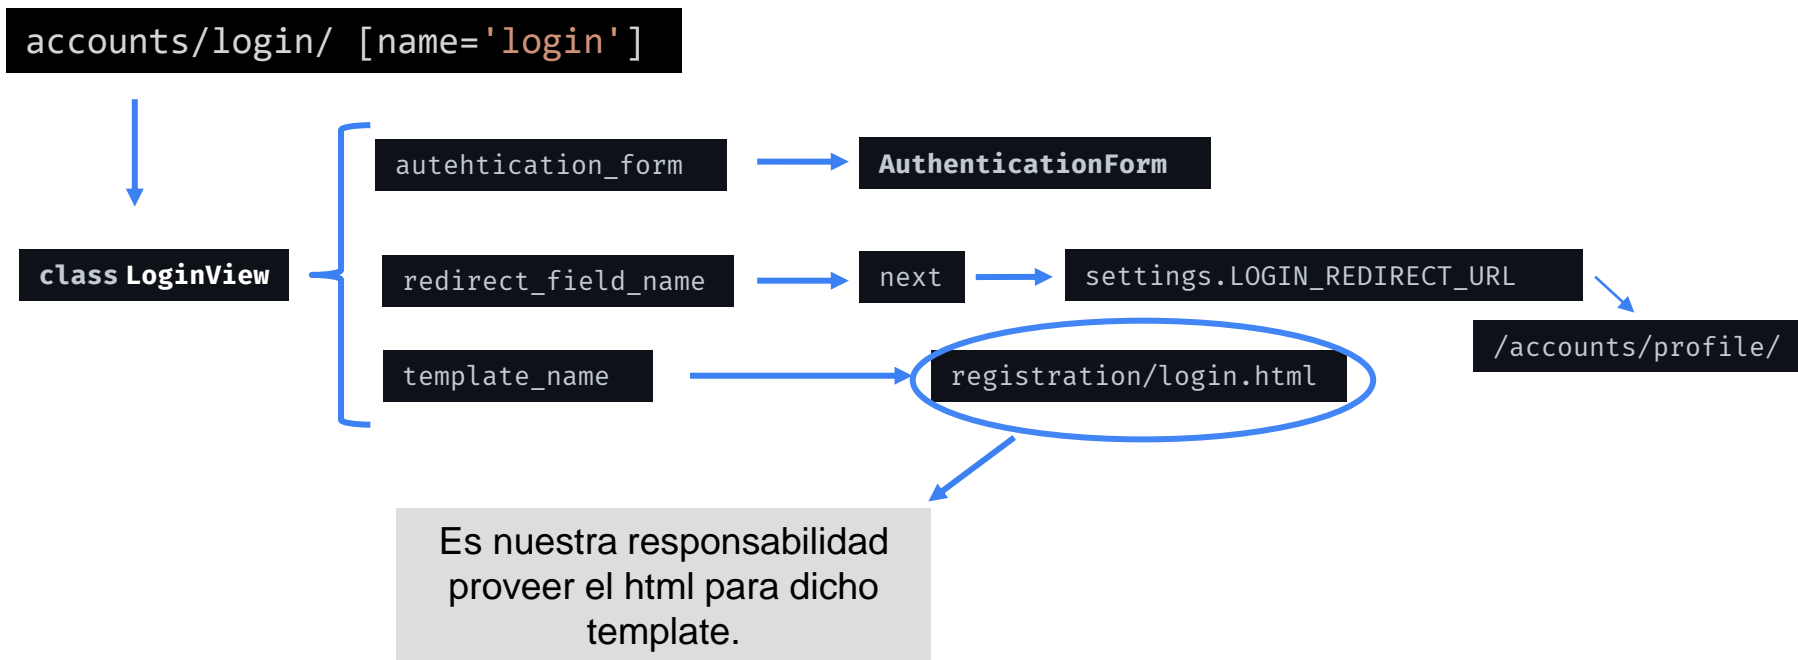 accounts/login/ [name='login']
autehtication_form
AuthenticationForm
class LoginView
redirect_field_name
next
settings.LOGIN_REDIRECT_URL
/accounts/profile/
template_name
registration/login.html
Es nuestra responsabilidad
proveer el html para dicho
template.